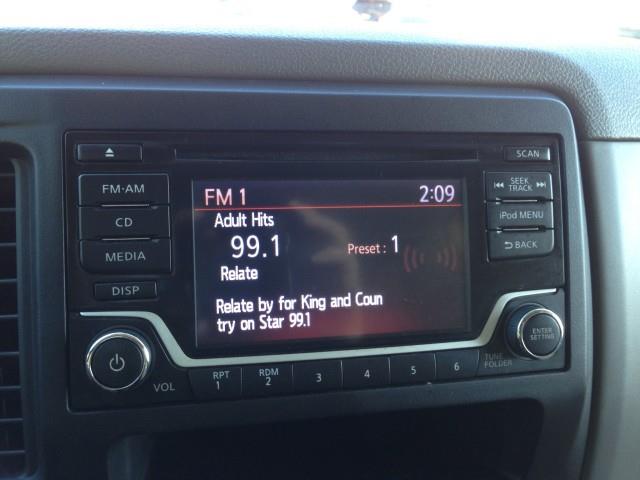 SCAN
FM·AM
CD
MEDIA
DISP
FM 1 2:09
Adult Hits
99.1 Preset : 1
Relate
Relate by for King and Coun
try on Star 99.1
SEEK
TRACK
iPod MENU
BACK
ENTER
SETTING
TUNE
FOLDER
VOL
RPT
1
RDM
2
3
4
5
6